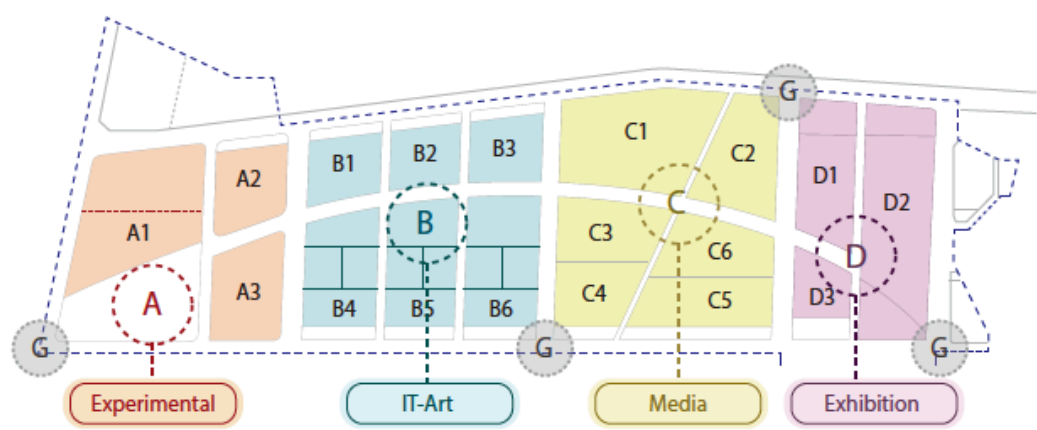 G
C1
B3
C2
B2
B1
D1
A2
C
D2
B
A1
C3
C6
D
A3
A
C4
C5
D3
B4
B5
B6
G
G
G
Experimental
IT-Art
Media
Exhibition